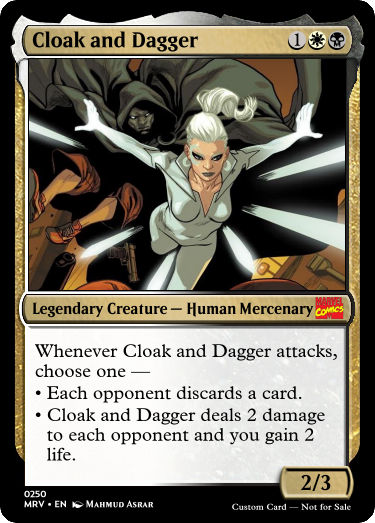 Cloak and Dagger 1
Legendary Creature — Human Mercenary MARVEL COMICS
Whenever Cloak and Dagger attacks,
choose one —
• Each opponent discards a card.
• Cloak and Dagger deals 2 damage
to each opponent and you gain 2
life.
2/3
0250
MRV • EN Mahmud Asrar
Custom Card — Not for Sale